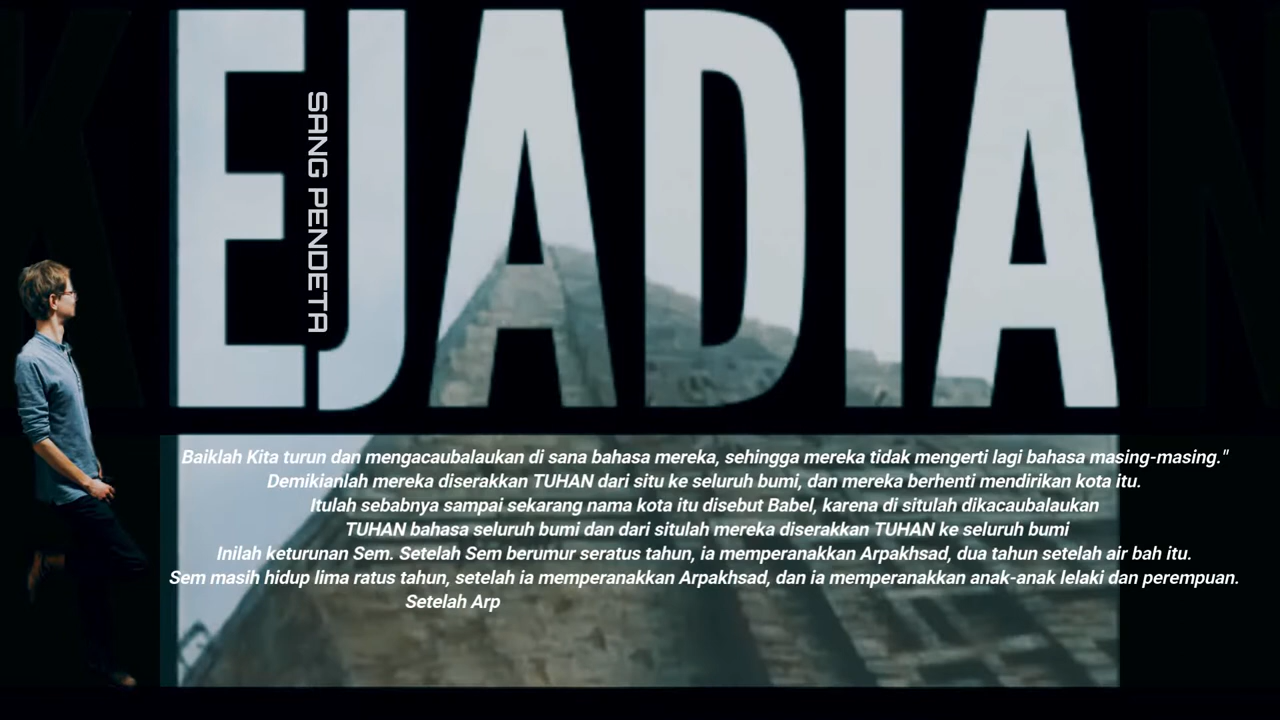 KEJADIAN
SANG PENDETA
Baiklah Kita turun dan mengacaubalaukan di sana bahasa mereka, sehingga mereka tidak mengerti lagi bahasa masing-masing."
Demikianlah mereka diserakkan TUHAN dari situ ke seluruh bumi, dan mereka berhenti mendirikan kota itu.
Itulah sebabnya sampai sekarang nama kota itu disebut Babel, karena di situlah dikacaubalaukan
TUHAN bahasa seluruh bumi dan dari situlah mereka diserakkan TUHAN ke seluruh bumi
Inilah keturunan Sem. Setelah Sem berumur seratus tahun, ia memperanakkan Arpakhsad, dua tahun setelah air bah itu.
Sem masih hidup lima ratus tahun, setelah ia memperanakkan Arpakhsad, dan ia memperanakkan anak-anak lelaki dan perempuan.
Setelah Arp